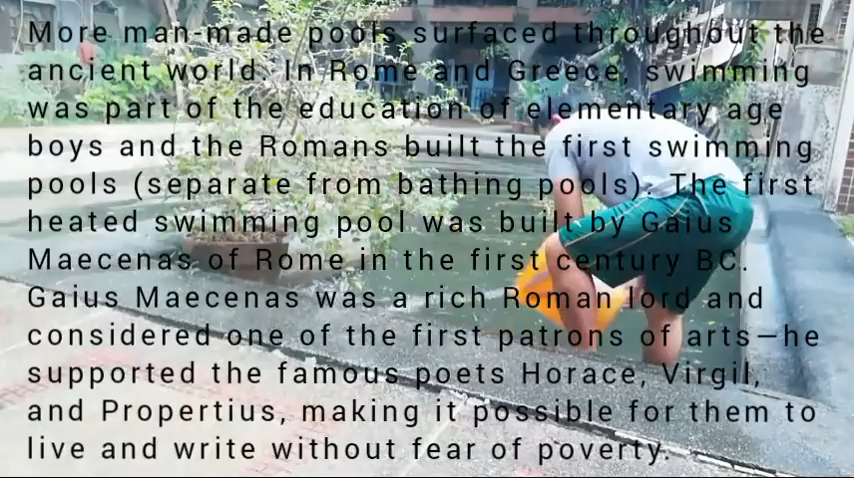 More man-made pools surfaced throughout the
ancient world. In Rome and Greece, swimming
was part of the education of elementary age
boys and the Romans built the first swimming
pools (separate from bathing pools). The first
heated swimming pool was built by Gaius
Maecenas of Rome in the first century BC.
Gaius Maecenas was a rich Roman lord and
considered one of the first patrons of arts—he
supported the famous poets Horace, Virgil,
and Propertius, making it possible for them to
live and write without fear of poverty.